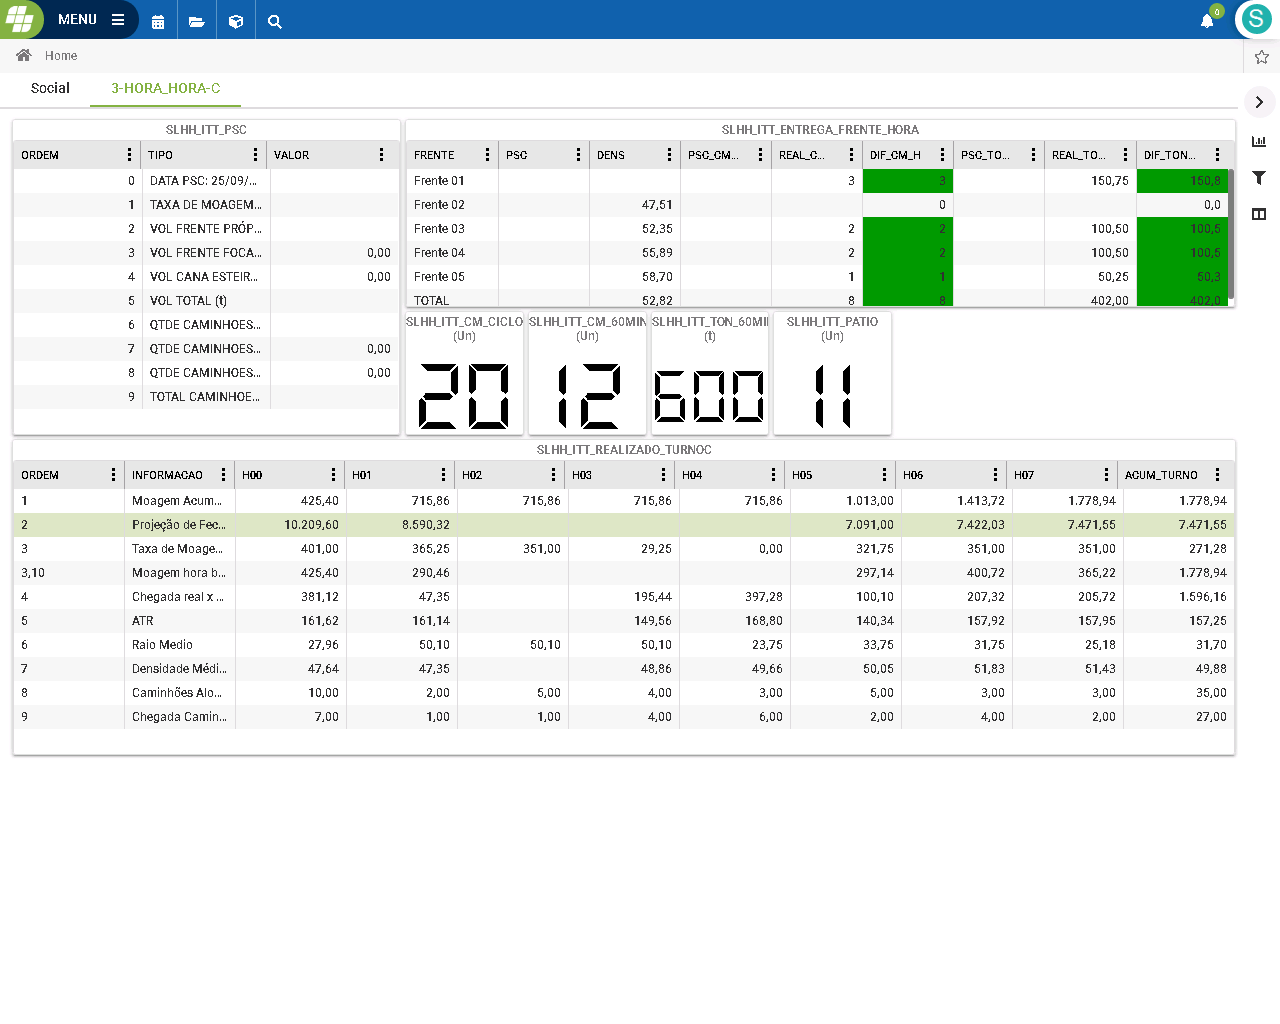 MENU
0
S
Home
Social 3-HORA_HORA-C
SLHH_ITT_PSC
ORDEM TIPO VALOR
0 DATA PSC: 25/09/...
1 TAXA DE MOAGEM...
2 VOL FRENTE PRÓP...
3 VOL FRENTE FOCA... 0,00
4 VOL CANA ESTEIR... 0,00
5 VOL TOTAL (t)
6 QTDE CAMINHOES...
7 QTDE CAMINHOES... 0,00
8 QTDE CAMINHOES... 0,00
9 TOTAL CAMINHOE...
SLHH_ITT_ENTREGA_FRENTE_HORA
FRENTE PSC DENS PSC_CM... REAL_C... DIF_CM_H PSC_TO... REAL_TO... DIF_TON...
Frente 01 3 3 150,75 150,8
Frente 02 47,51 0 0,0
Frente 03 52,35 2 2 100,50 100,5
Frente 04 55,89 2 2 100,50 100,5
Frente 05 58,70 1 1 50,25 50,3
TOTAL 52,82 8 8 402,00 402,0
SLHH_ITT_CM_CICLO
(Un)
20
SLHH_ITT_CM_60MIN
(Un)
12
SLHH_ITT_TON_60MI
(t)
600
SLHH_ITT_PATIO
(Un)
11
SLHH_ITT_REALIZADO_TURNOC
ORDEM INFORMACAO H00 H01 H02 H03 H04 H05 H06 H07 ACUM_TURNO
1 Moagem Acum... 425,40 715,86 715,86 715,86 715,86 1.013,00 1.413,72 1.778,94 1.778,94
2 Projeção de Fec... 10.209,60 8.590,32 7.091,00 7.422,03 7.471,55 7.471,55
3 Taxa de Moage... 401,00 365,25 351,00 29,25 0,00 321,75 351,00 351,00 271,28
3,10 Moagem hora b... 425,40 290,46 297,14 400,72 365,22 1.778,94
4 Chegada real x ... 381,12 47,35 195,44 397,28 100,10 207,32 205,72 1.596,16
5 ATR 161,62 161,14 149,56 168,80 140,34 157,92 157,95 157,25
6 Raio Medio 27,96 50,10 50,10 50,10 23,75 33,75 31,75 25,18 31,70
7 Densidade Médi... 47,64 47,35 48,86 49,66 50,05 51,83 51,43 49,88
8 Caminhões Alo... 10,00 2,00 5,00 4,00 3,00 5,00 3,00 3,00 35,00
9 Chegada Camin... 7,00 1,00 1,00 4,00 6,00 2,00 4,00 2,00 27,00